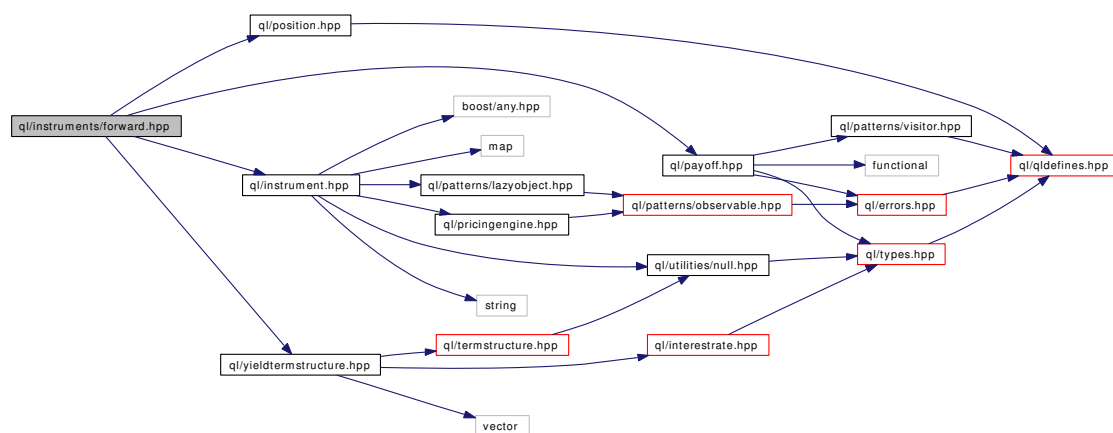 ql/position.hpp
boost/any.hpp
ql/instruments/forward.hpp
ql/patterns/visitor.hpp
map
ql/payoff.hpp
functional
ql/qldefines.hpp
ql/instrument.hpp
ql/patterns/lazyobject.hpp
ql/patterns/observable.hpp
ql/errors.hpp
ql/pricingengine.hpp
ql/types.hpp
ql/utilities/null.hpp
string
ql/termstructure.hpp
ql/interestrate.hpp
ql/yieldtermstructure.hpp
vector